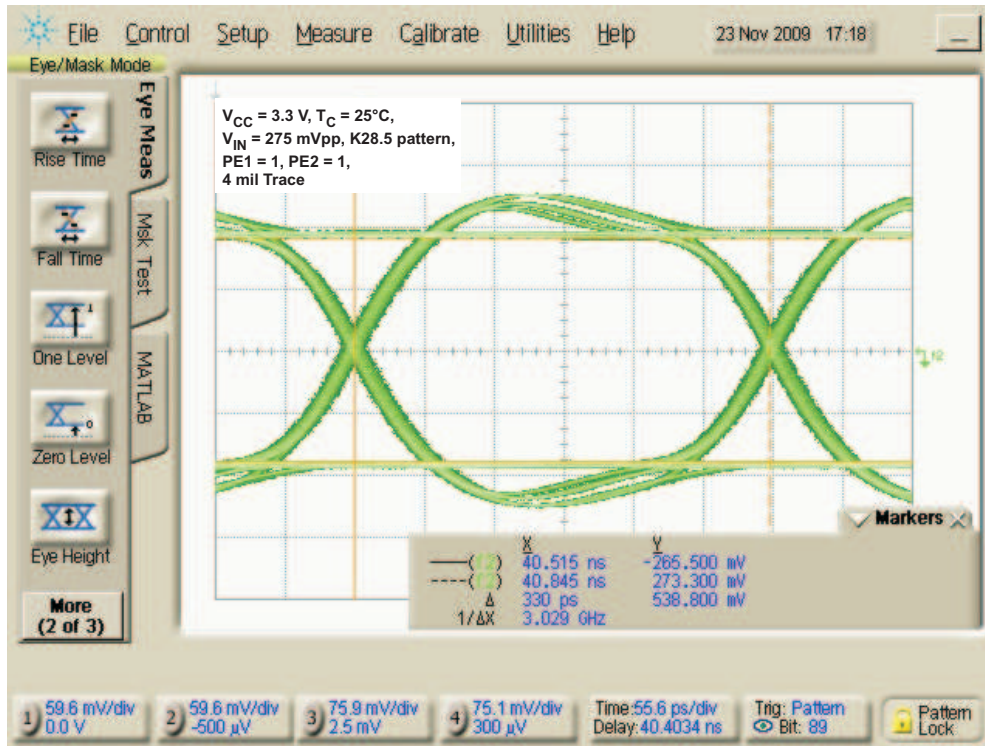 File Control Setup Measure Calibrate Utilities Help 23 Nov 2009 17:18
Eye/Mask Mode
Eye Meas
Msk Test
MATLAB
Rise Time
Fall Time
One Level
Zero Level
Eye Height
More
(2 of 3)
VCC = 3.3 V, TC = 25°C,
VIN = 275 mVpp, K28.5 pattern,
PE1 = 1, PE2 = 1,
4 mil Trace
Markers
X Y
40.515 ns -265.500 mV
40.845 ns 273.300 mV
Δ 330 ps 538.800 mV
1/ΔX 3.029 GHz
1 59.6 mV/div
0.0 V
2 59.6 mV/div
-500 µV
3 75.9 mV/div
2.5 mV
4 75.1 mV/div
300 µV
Time:55.6 ps/div
Delay:40.4034 ns
Trig: Pattern
Bit: 89
Pattern
Lock